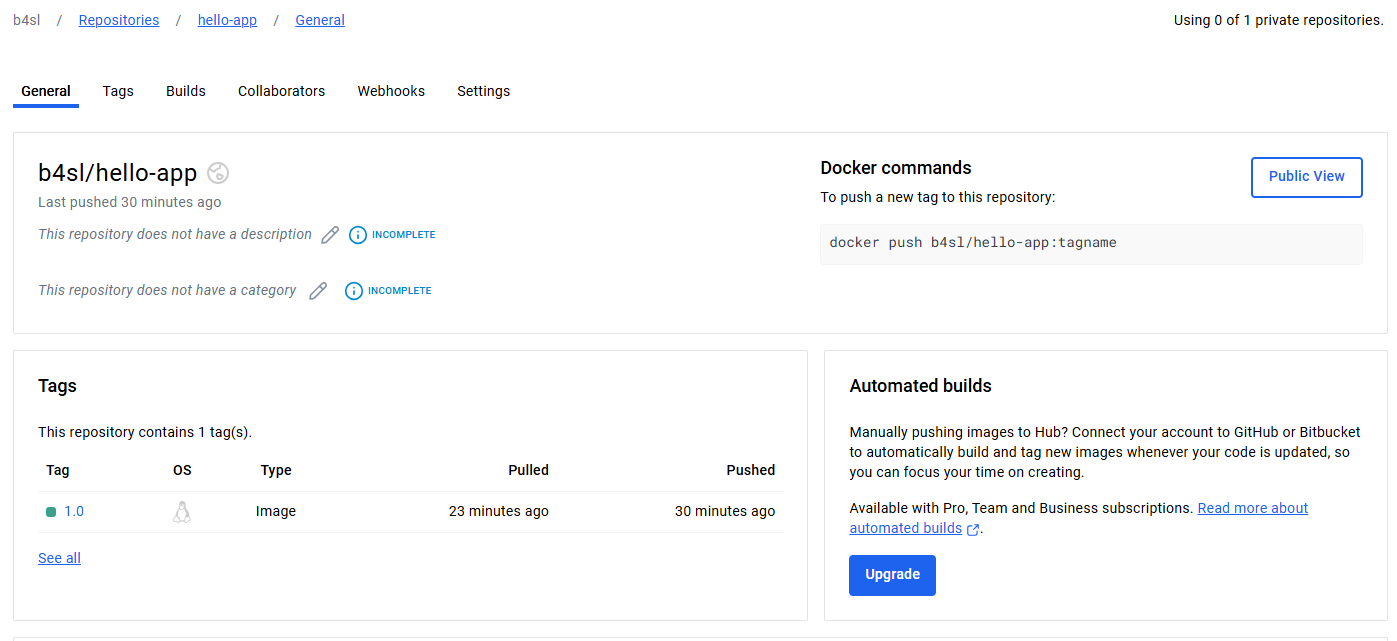 b4sl / Repositories / hello-app / General
Using 0 of 1 private repositories.
General Tags Builds Collaborators Webhooks Settings
b4sl/hello-app
Last pushed 30 minutes ago
This repository does not have a description INCOMPLETE
This repository does not have a category INCOMPLETE
Docker commands
Public View
To push a new tag to this repository:
docker push b4sl/hello-app:tagname
Tags
This repository contains 1 tag(s).
Tag OS Type Pulled Pushed
1.0 Image 23 minutes ago 30 minutes ago
See all
Automated builds
Manually pushing images to Hub? Connect your account to GitHub or Bitbucket
to automatically build and tag new images whenever your code is updated, so
you can focus your time on creating.
Available with Pro, Team and Business subscriptions. Read more about
automated builds.
Upgrade